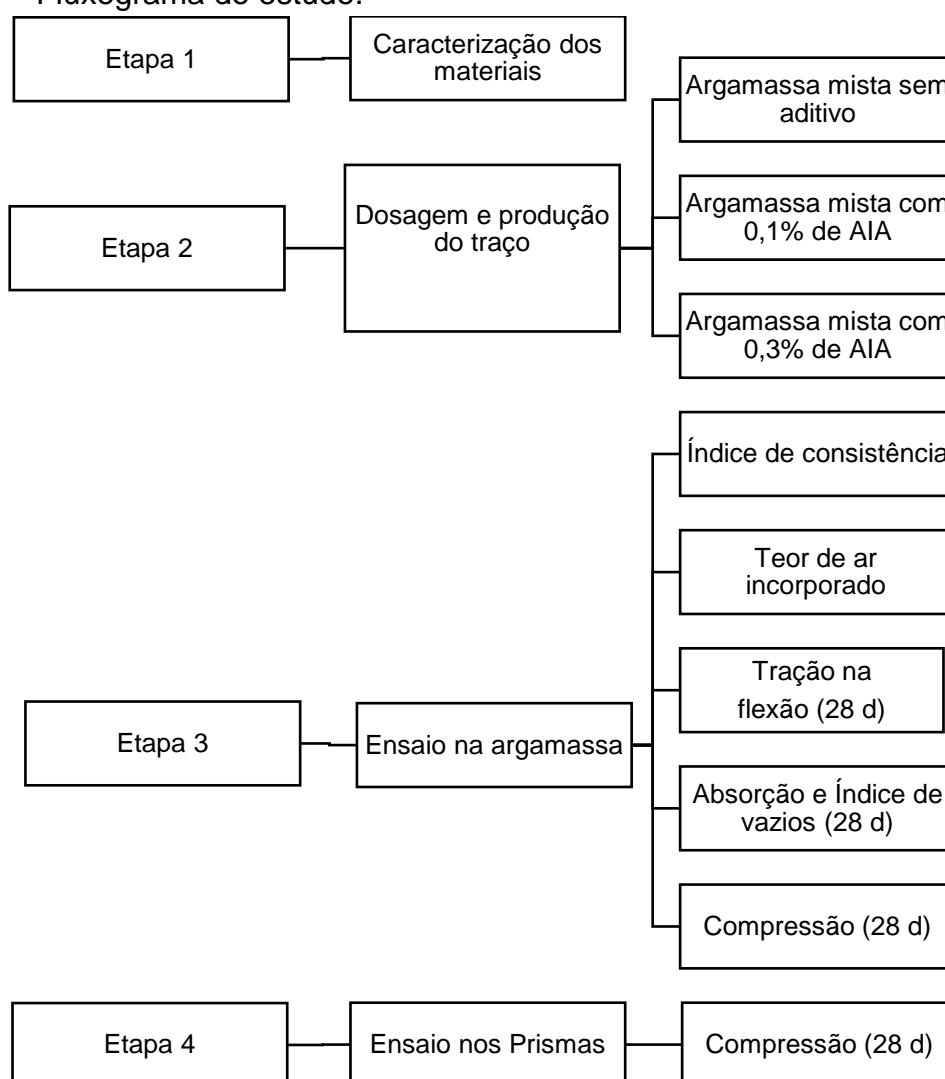 Fluxograma do estudo.
Etapa 1
Caracterização dos
materiais
Argamassa mista sem
aditivo
Etapa 2
Dosagem e produção
do traço
Argamassa mista com
0,1% de AIA
Argamassa mista com
0,3% de AIA
Índice de consistência
Teor de ar
incorporado
Tração na
flexão (28 d)
Etapa 3
Ensaio na argamassa
Absorção e Índice de
vazios (28 d)
Compressão (28 d)
Etapa 4
Ensaio nos Prismas
Compressão (28 d)